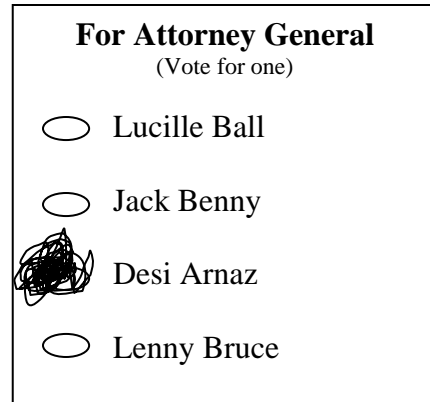 For Attorney General
(Vote for one)
Lucille Ball
Jack Benny
Desi Arnaz
Lenny Bruce